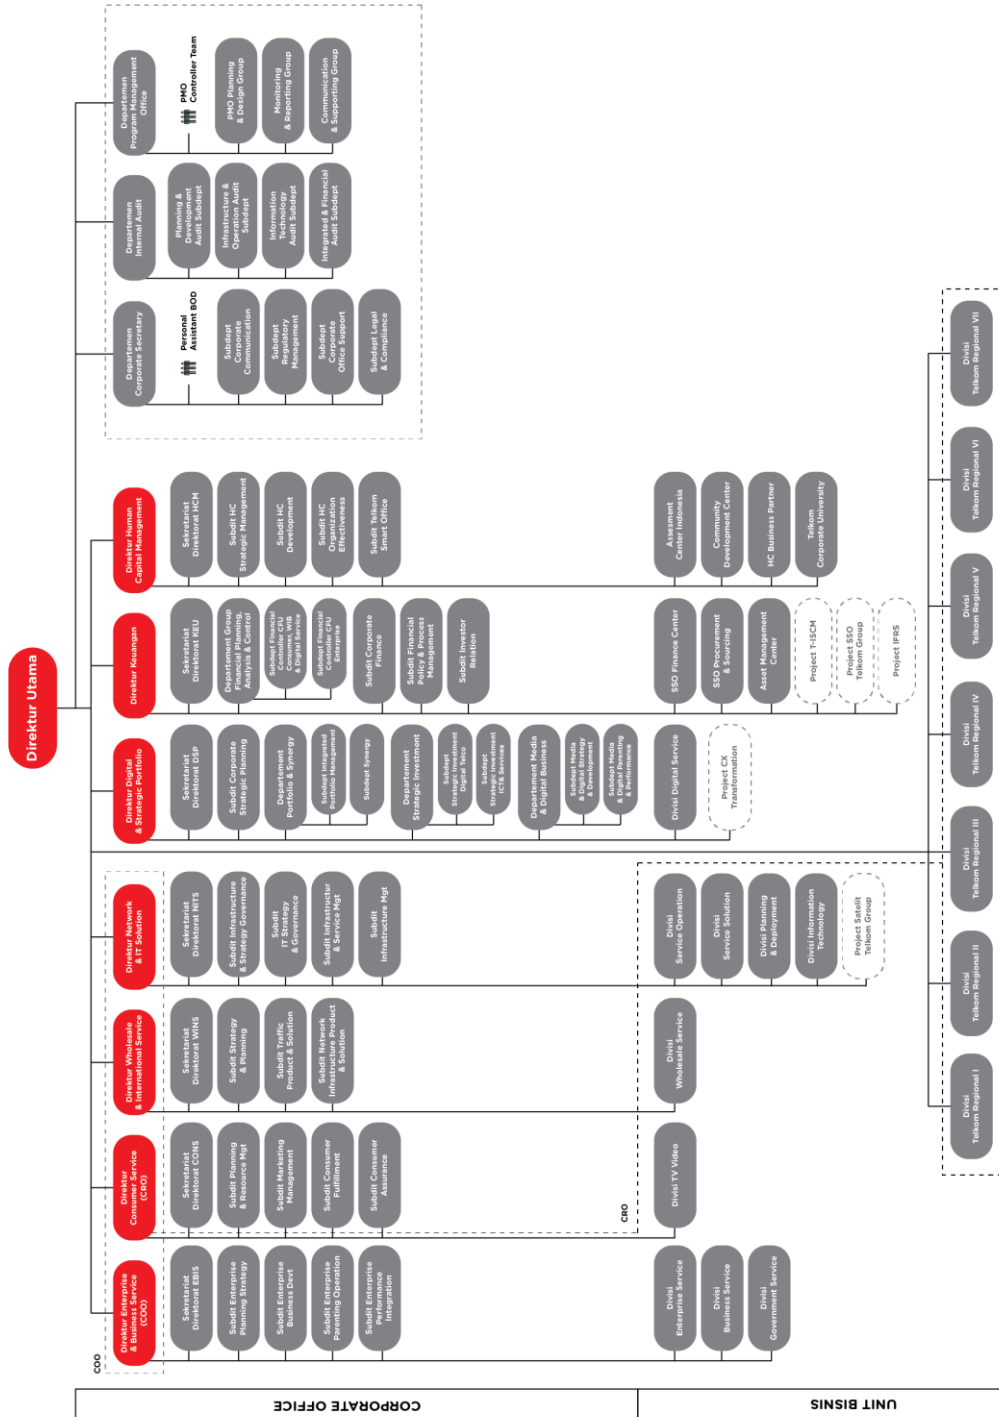 Direktur Utama
COO
Direktur Enterprise
& Business Service
(COO)
Direktur
Consumer Service
(CRO)
Direktur Wholesale
& International Service
Direktur Network
& IT Solution
Direktur Digital
& Strategic Portfolio
Direktur Keuangan
Direktur Human
Capital Management
Departemen
Corporate Secretary
Departemen
Internal Audit
Departemen
Program Management
Office
CORPORATE OFFICE
Sekretariat
Direktorat EBIS
Subdit Enterprise
Planning Strategy
Subdit Enterprise
Business Devt
Subdit Enterprise
Parenting Operation
Subdit Enterprise
Performance
Integration
Sekretariat
Direktorat CONS
Subdit Planning
& Resource Mgt
Subdit Marketing
Management
Subdit Consumer
Fulfillment
Subdit Consumer
Assurance
Sekretariat
Direktorat WINS
Subdit Strategy
& Planning
Subdit Traffic
Product & Solution
Subdit Network
Infrastructure Product
& Solution
Sekretariat
Direktorat NITS
Subdit Infrastructure
& Strategy Governance
Subdit
IT Strategy
& Governance
Subdit Infrastructur
& Service Mgt
Subdit
Infrastructure Mgt
Sekretariat
Direktorat DSP
Subdit Corporate
Strategic Planning
Departement
Portfolio & Synergy
Subdept Integrated
Portfolio Management
Subdept Synergy
Departement
Strategic Investment
Subdept
Strategic Investment
Digital Telco
Subdept
Strategic Investment
ICT& Services
Departement Media
& Digital Business
Subdept Media
& Digital Strategy
& Development
Subdept Media
& Digital Parenting
& Performance
Sekretariat
Direktorat KEU
Departement Group
Financial Planning,
Analysis & Control
Subdept Financial
Controller CFU
Consumer, WIB
& Digital Service
Subdept Financial
Controller CFU
Enterprise
Subdit Corporate
Finance
Subdit Financial
Policy & Process
Management
Subdit Investor
Relation
Sekretariat
Direktorat HCM
Subdit HC
Strategic Management
Subdit HC
Development
Subdit HC
Organization
Effectiveness
Subdit Telkom
Smart Office
Personal
Assistant BOD
Subdept
Corporate
Communication
Subdept
Regulatory
Management
Subdept
Corporate
Office Support
Subdept Legal
& Compliance
Planning &
Development
Audit Subdept
Infrastructure &
Operation Audit
Subdept
Information
Technology
Audit Subdept
Integrated & Financial
Audit Subdept
PMO
Controller Team
PMO Planning
& Design Group
Monitoring
& Reporting Group
Communication
& Supporting Group
CRO
UNIT BISNIS
Divisi
Enterprise Service
Divisi
Business Service
Divisi
Government Service
Divisi TV Video
Divisi
Wholesale Service
Divisi
Service Operation
Divisi
Service Solution
Divisi Planning
& Deployment
Divisi Information
Technology
Project Satelit
Telkom Group
Divisi Digital Service
Project CX
Transformation
SSO Finance Center
SSO Procurement
& Sourcing
Asset Management
Center
Project T-ISCM
Project SSO
Telkom Group
Project IFRS
Assesment
Center Indonesia
Community
Development Center
HC Business Partner
Telkom
Corporate University
Divisi
Telkom Regional I
Divisi
Telkom Regional II
Divisi
Telkom Regional III
Divisi
Telkom Regional IV
Divisi
Telkom Regional V
Divisi
Telkom Regional VI
Divisi
Telkom Regional VII